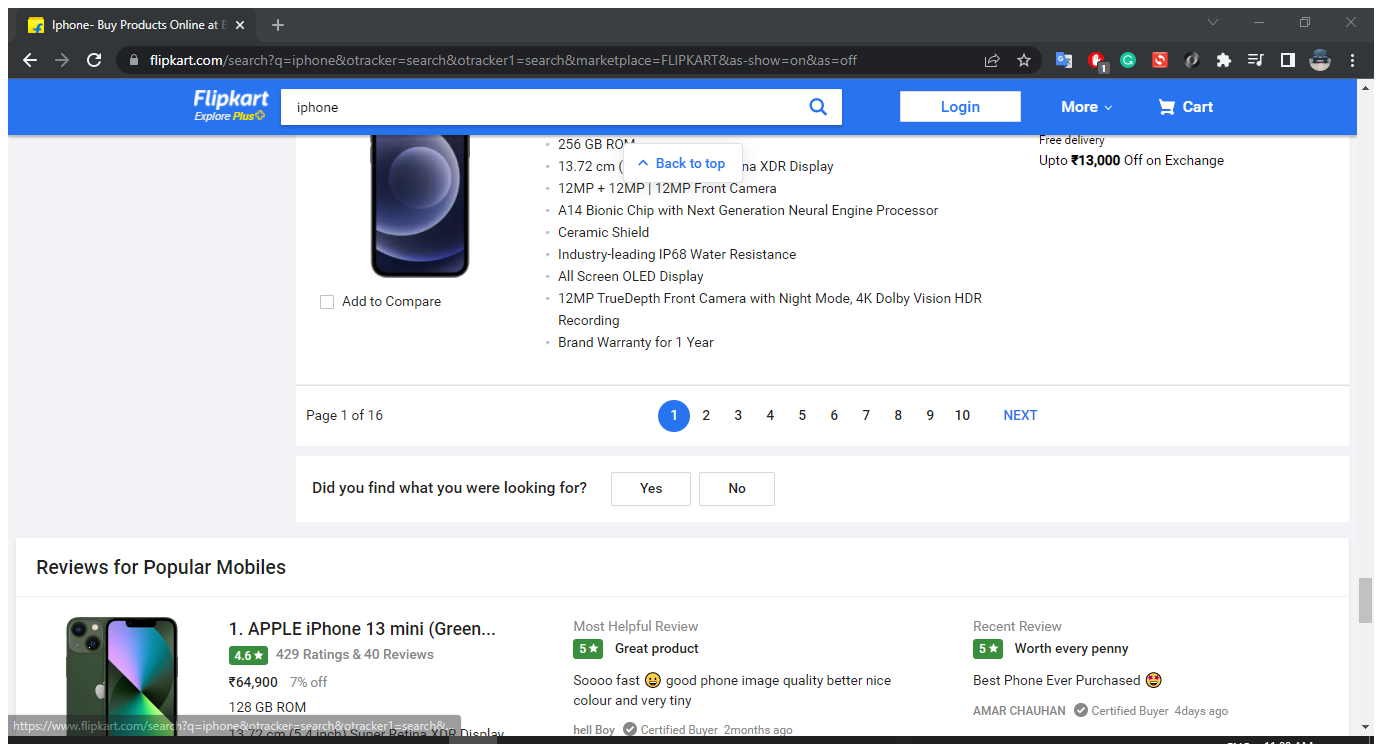 Iphone- Buy Products Online at
flipkart.com/search?q=iphone&otracker=search&otracker1=search&marketplace=FLIPKART&as-show=on&as=off
1
Flipkart
Explore Plus
iphone
Login
More
Cart
256 GB ROM
Back to top
13.72 cm ( na XDR Display
12MP + 12MP | 12MP Front Camera
A14 Bionic Chip with Next Generation Neural Engine Processor
Ceramic Shield
Industry-leading IP68 Water Resistance
All Screen OLED Display
12MP TrueDepth Front Camera with Night Mode, 4K Dolby Vision HDR
Recording
Brand Warranty for 1 Year
Free delivery
Upto ₹13,000 Off on Exchange
Add to Compare
Page 1 of 16
1 2 3 4 5 6 7 8 9 10 NEXT
Did you find what you were looking for?
Yes
No
Reviews for Popular Mobiles
1. APPLE iPhone 13 mini (Green...
4.6★ 429 Ratings & 40 Reviews
₹64,900 7% off
128 GB ROM
13.72 cm (5.4 inch) Super Retina XDR Display
Most Helpful Review
5★ Great product
Soooo fast 😀 good phone image quality better nice
colour and very tiny
hell Boy Certified Buyer 2months ago
Recent Review
5★ Worth every penny
Best Phone Ever Purchased 🤩
AMAR CHAUHAN Certified Buyer 4days ago
https://www.flipkart.com/search?q=iphone&otracker=search&otracker1=search&...